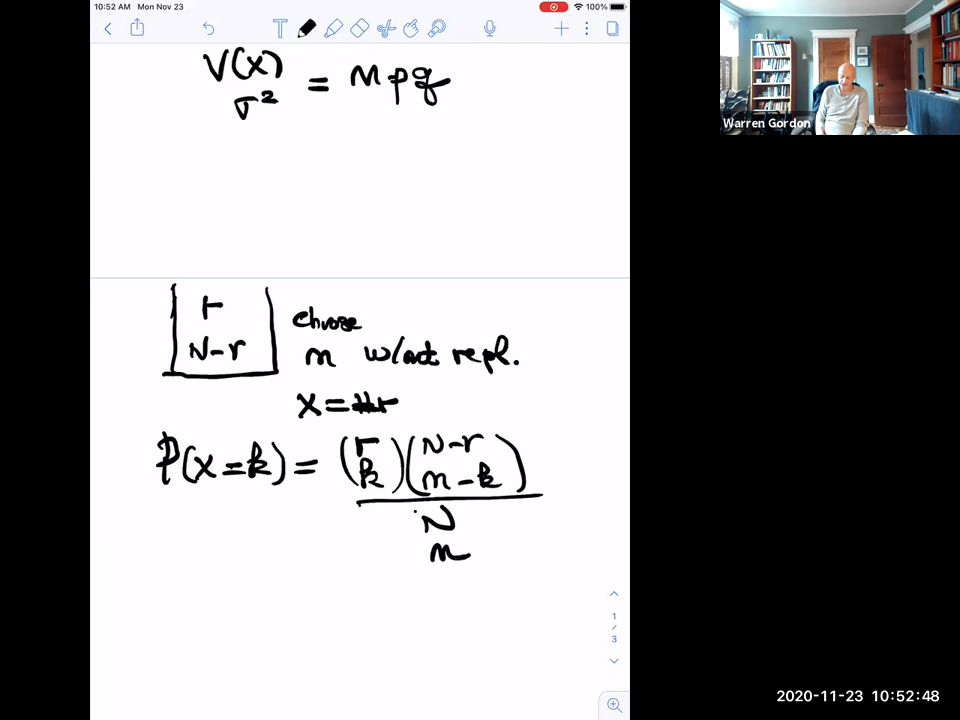 10:52 AM Mon Nov 23
100%
V(X)
σ² = npq
r
N-r
choose
n w/out repl.
X = #r
P(X=k) = (r k)(N-r n-k)
N
n
1
/
3
Warren Gordon
2020-11-23 10:52:48